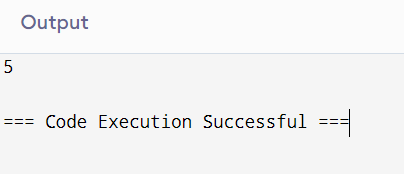 Output
5
=== Code Execution Successful ===